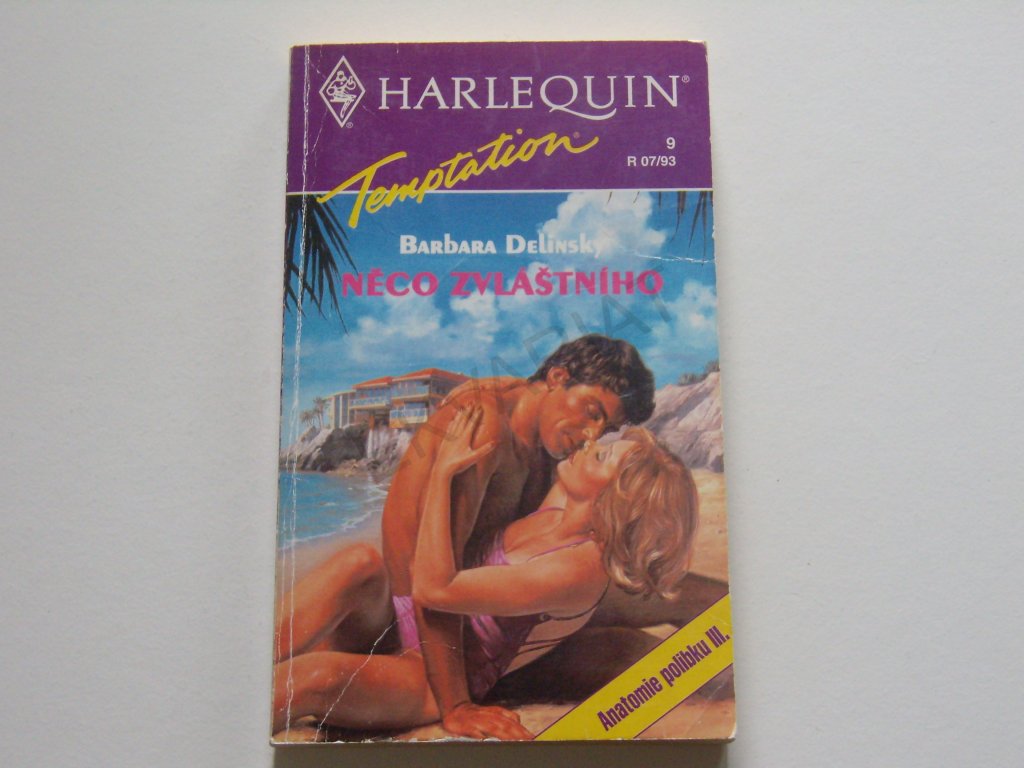 HARLEQUIN®
Temptation®
9
R 07/93
BARBARA DELINSKY
NĚCO ZVLÁŠTNÍHO
Anatomie polibku III.